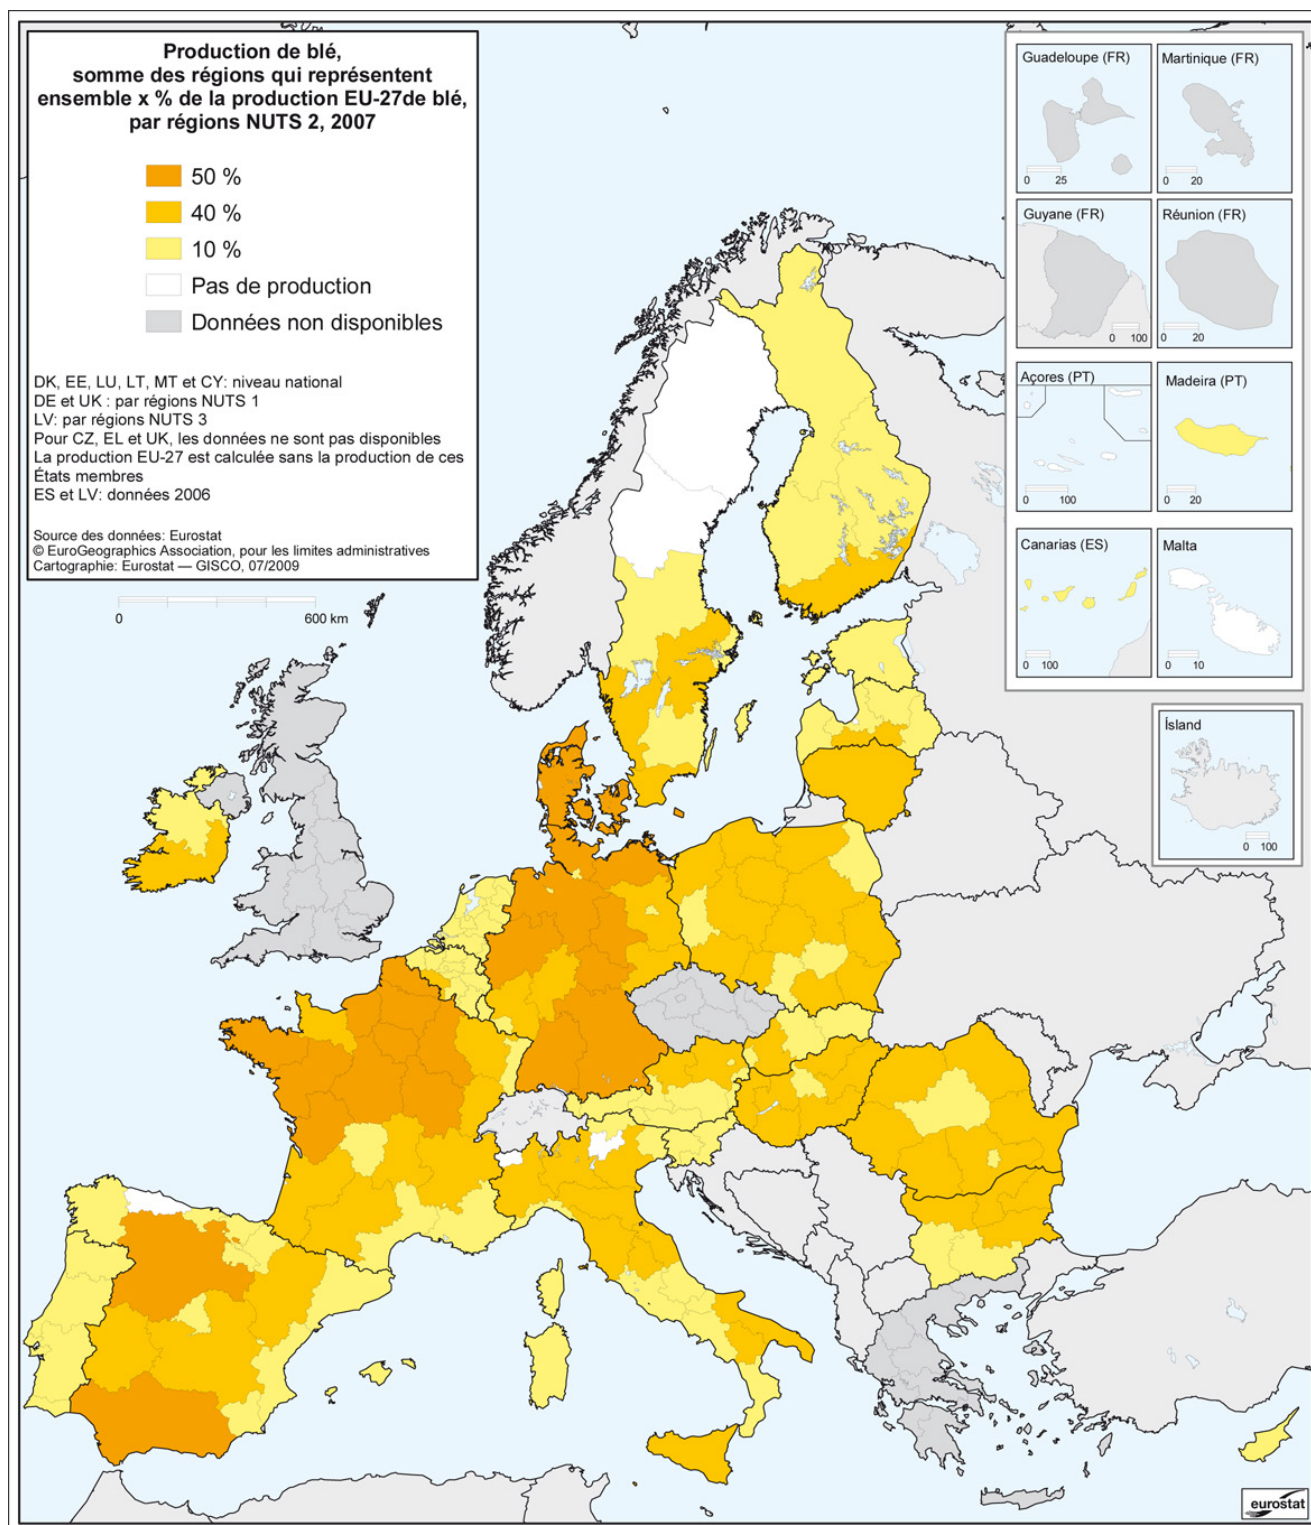 Production de blé,
somme des régions qui représentent
ensemble x % de la production EU-27de blé,
par régions NUTS 2, 2007
50 %
40 %
10 %
Pas de production
Données non disponibles
DK, EE, LU, LT, MT et CY: niveau national
DE et UK : par régions NUTS 1
LV: par régions NUTS 3
Pour CZ, EL et UK, les données ne sont pas disponibles
La production EU-27 est calculée sans la production de ces
États membres
ES et LV: données 2006
Source des données: Eurostat
© EuroGeographics Association, pour les limites administratives
Cartographie: Eurostat — GISCO, 07/2009
0 600 km
Guadeloupe (FR)
0 25
Martinique (FR)
0 20
Guyane (FR)
0 100
Réunion (FR)
0 20
Açores (PT)
0 100
Madeira (PT)
0 20
Canarias (ES)
0 100
Malta
0 10
Ísland
0 100
eurostat